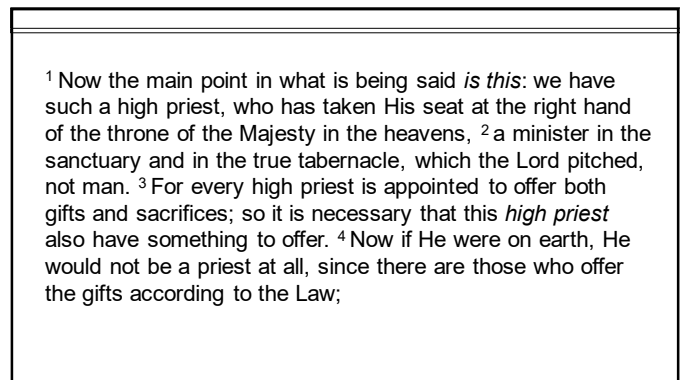 1 Now the main point in what is being said is this: we have
such a high priest, who has taken His seat at the right hand
of the throne of the Majesty in the heavens, 2 a minister in the
sanctuary and in the true tabernacle, which the Lord pitched,
not man. 3 For every high priest is appointed to offer both
gifts and sacrifices; so it is necessary that this high priest
also have something to offer. 4 Now if He were on earth, He
would not be a priest at all, since there are those who offer
the gifts according to the Law;